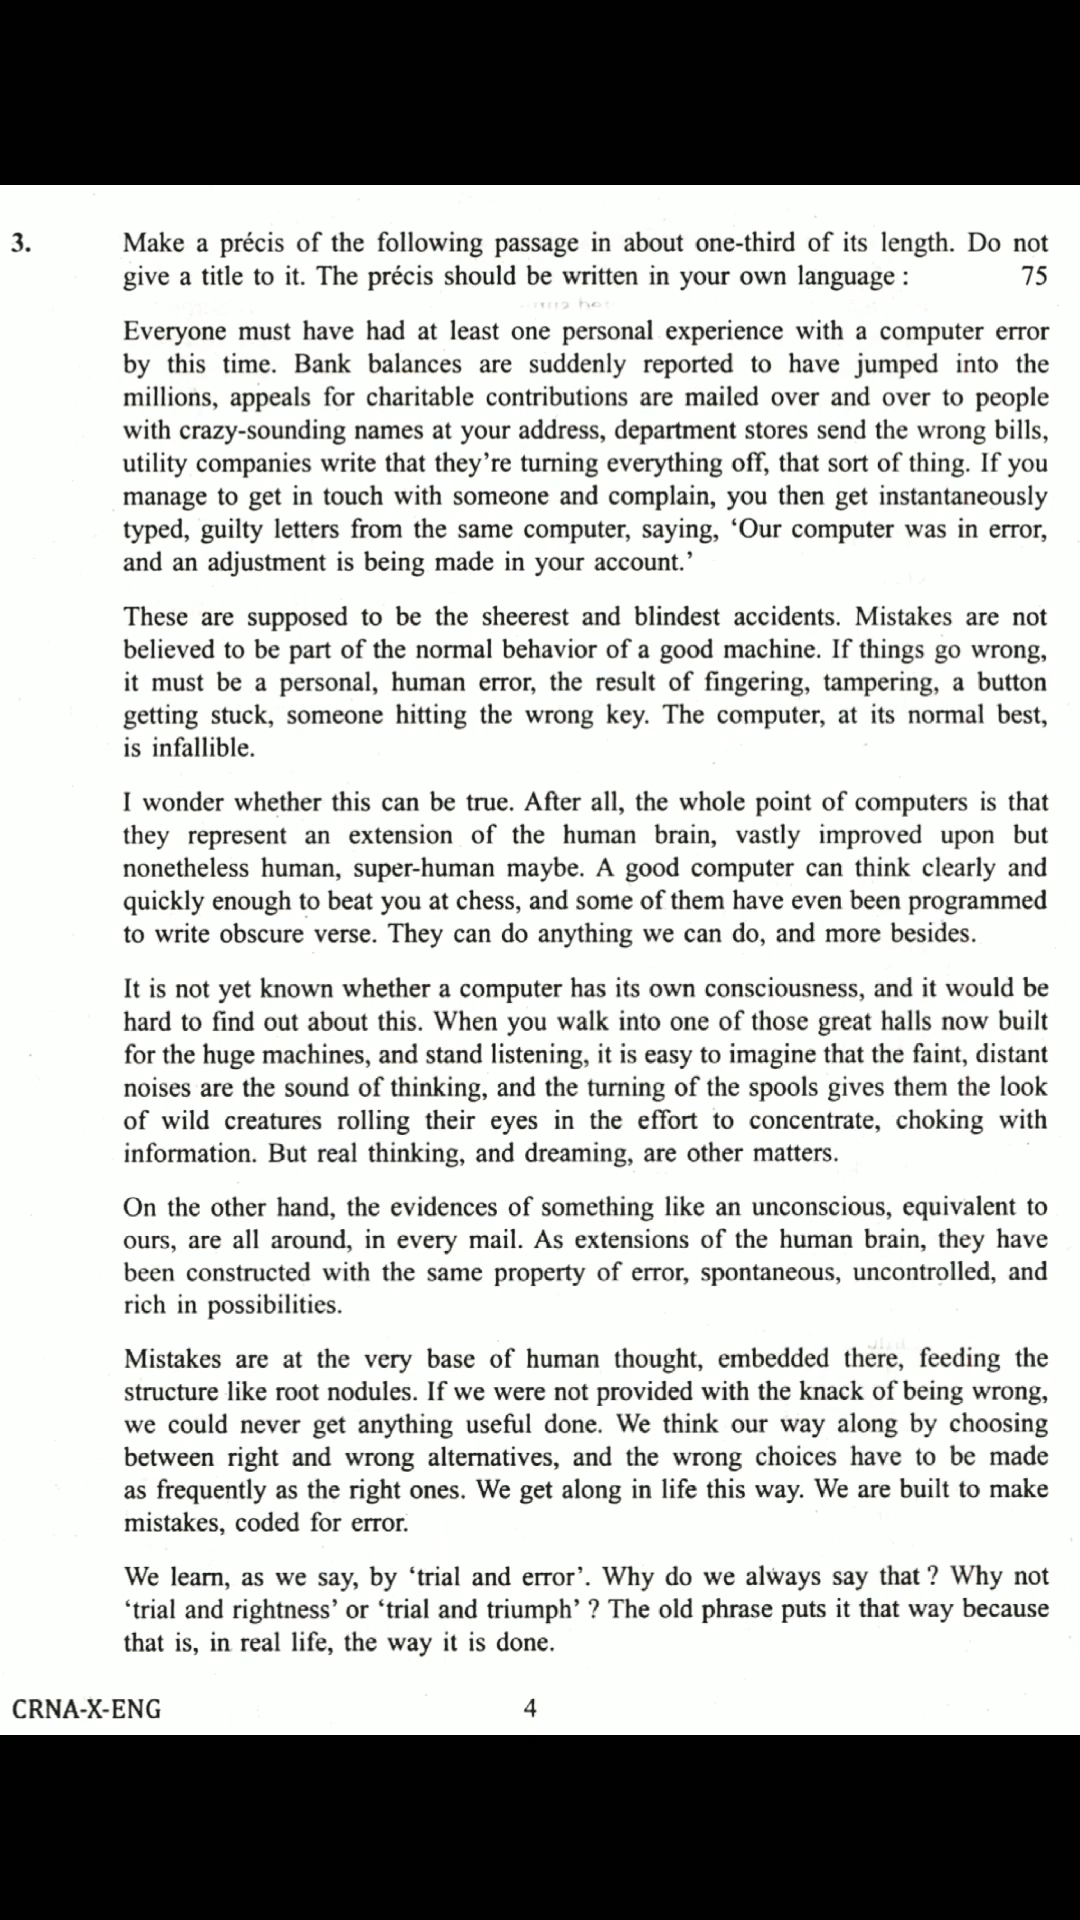 3.
Make a précis of the following passage in about one-third of its length. Do not
give a title to it. The précis should be written in your own language : 75
Everyone must have had at least one personal experience with a computer error
by this time. Bank balances are suddenly reported to have jumped into the
millions, appeals for charitable contributions are mailed over and over to people
with crazy-sounding names at your address, department stores send the wrong bills,
utility companies write that they're turning everything off, that sort of thing. If you
manage to get in touch with someone and complain, you then get instantaneously
typed, guilty letters from the same computer, saying, 'Our computer was in error,
and an adjustment is being made in your account.'
These are supposed to be the sheerest and blindest accidents. Mistakes are not
believed to be part of the normal behavior of a good machine. If things go wrong,
it must be a personal, human error, the result of fingering, tampering, a button
getting stuck, someone hitting the wrong key. The computer, at its normal best,
is infallible.
I wonder whether this can be true. After all, the whole point of computers is that
they represent an extension of the human brain, vastly improved upon but
nonetheless human, super-human maybe. A good computer can think clearly and
quickly enough to beat you at chess, and some of them have even been programmed
to write obscure verse. They can do anything we can do, and more besides.
It is not yet known whether a computer has its own consciousness, and it would be
hard to find out about this. When you walk into one of those great halls now built
for the huge machines, and stand listening, it is easy to imagine that the faint, distant
noises are the sound of thinking, and the turning of the spools gives them the look
of wild creatures rolling their eyes in the effort to concentrate, choking with
information. But real thinking, and dreaming, are other matters.
On the other hand, the evidences of something like an unconscious, equivalent to
ours, are all around, in every mail. As extensions of the human brain, they have
been constructed with the same property of error, spontaneous, uncontrolled, and
rich in possibilities.
Mistakes are at the very base of human thought, embedded there, feeding the
structure like root nodules. If we were not provided with the knack of being wrong,
we could never get anything useful done. We think our way along by choosing
between right and wrong alternatives, and the wrong choices have to be made
as frequently as the right ones. We get along in life this way. We are built to make
mistakes, coded for error.
We learn, as we say, by 'trial and error'. Why do we always say that ? Why not
'trial and rightness' or 'trial and triumph' ? The old phrase puts it that way because
that is, in real life, the way it is done.
CRNA-X-ENG 4